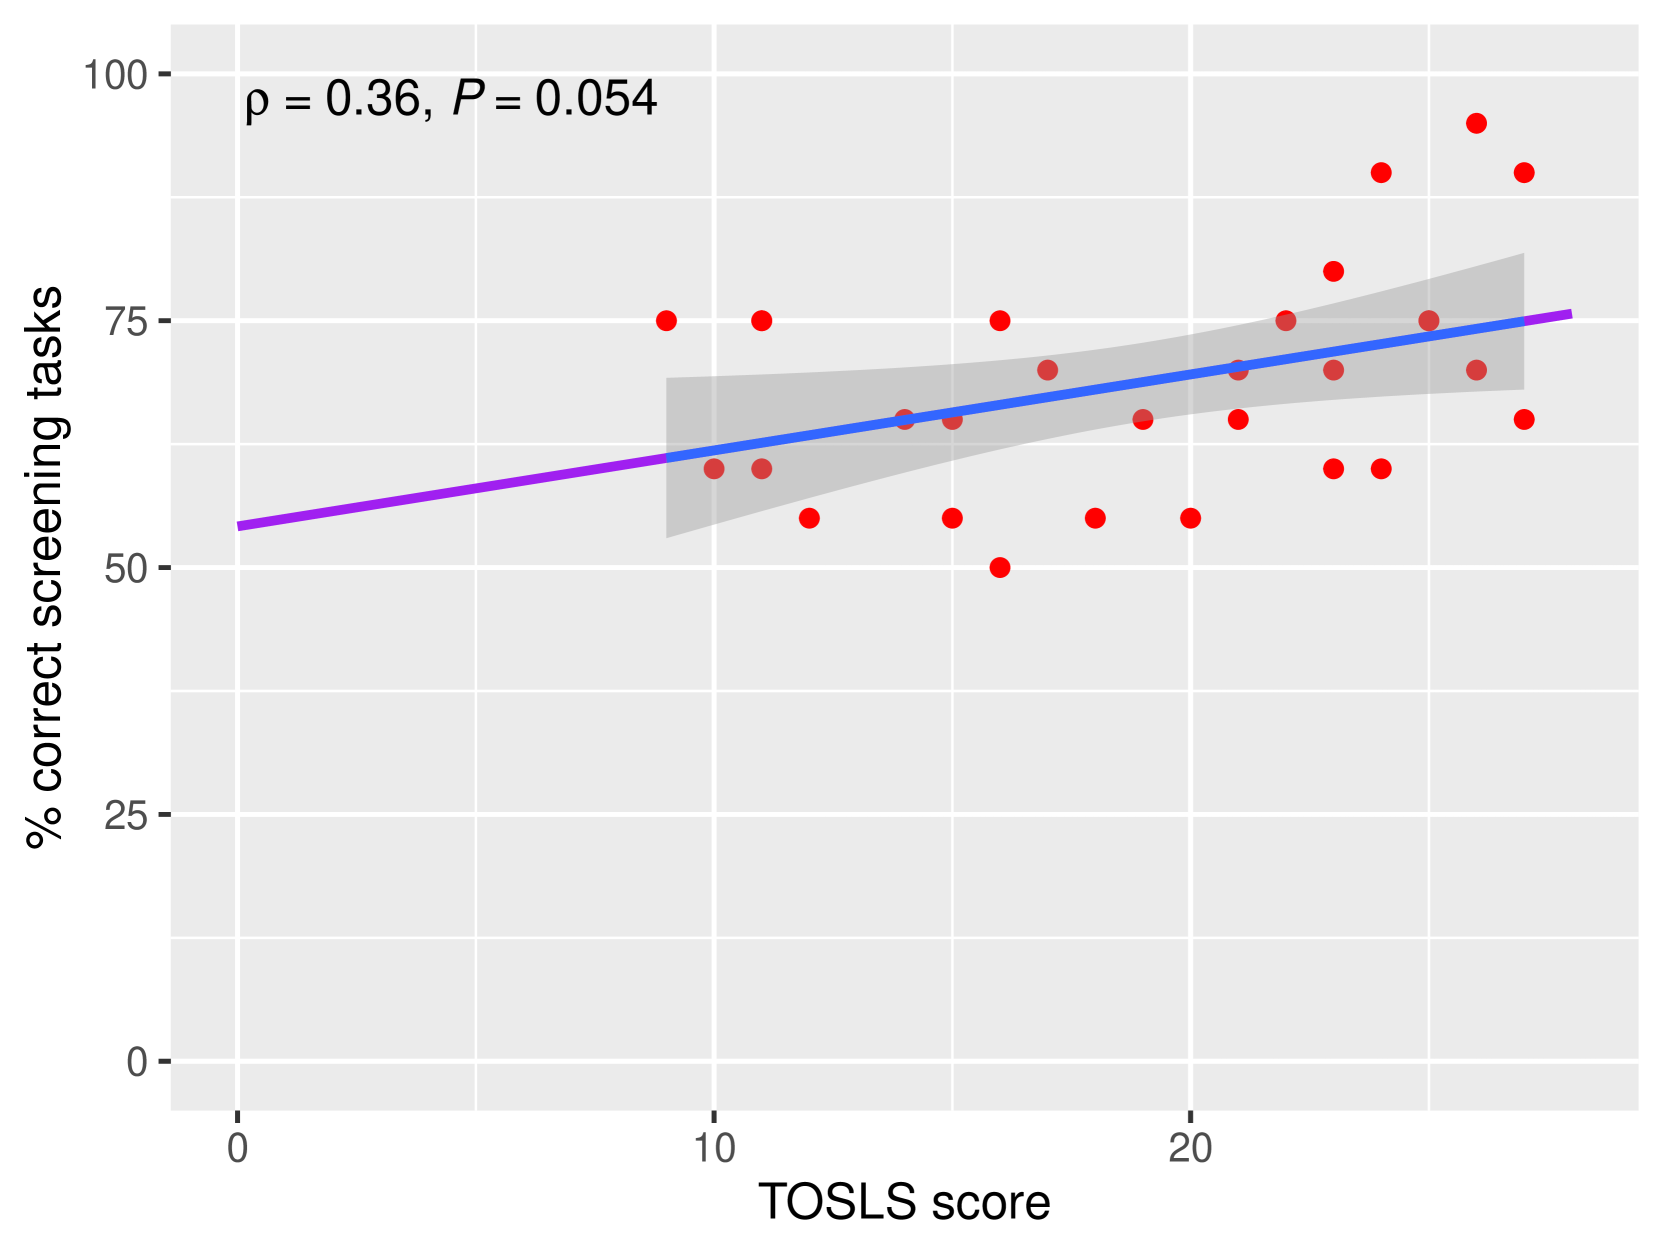 100
ρ = 0.36, P = 0.054
75
50
25
0
% correct screening tasks
0 10 20
TOSLS score